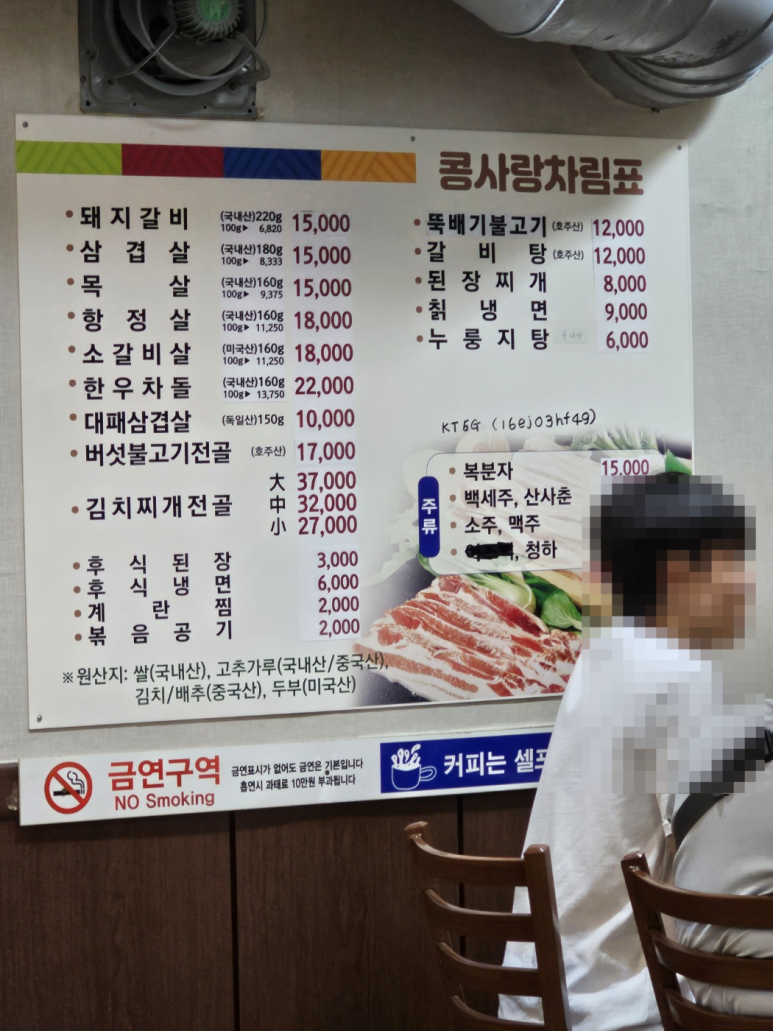 콩사랑차림표
돼지갈비 (국내산)220g 100g▶ 6,820 15,000
삼겹살 (국내산)180g 100g▶ 8,333 15,000
목살 (국내산)160g 100g▶ 9,375 15,000
항정살 (국내산)160g 100g▶ 11,250 18,000
소갈비살 (미국산)160g 100g▶ 11,250 18,000
한우차돌 (국내산)160g 100g▶ 13,750 22,000
대패삼겹살 (독일산)150g 10,000
버섯불고기전골 (호주산) 17,000
김치찌개전골 大 37,000
中 32,000
小 27,000
후식된장 3,000
후식냉면 6,000
계란찜 2,000
볶음공기 2,000
※원산지: 쌀(국내산), 고추가루(국내산/중국산),
김치/배추(중국산), 두부(미국산)
뚝배기불고기 (호주산) 12,000
갈비탕 (호주산) 12,000
된장찌개 8,000
칡냉면 9,000
누룽지탕 국내산 6,000
KT5G (16ej03hf49)
주류
복분자 15,000
백세주, 산사춘
소주, 맥주
, 청하
금연구역
NO Smoking
금연표시가 없어도 금연은 기본입니다
흡연시 과태료 10만원 부과됩니다
커피는 셀프